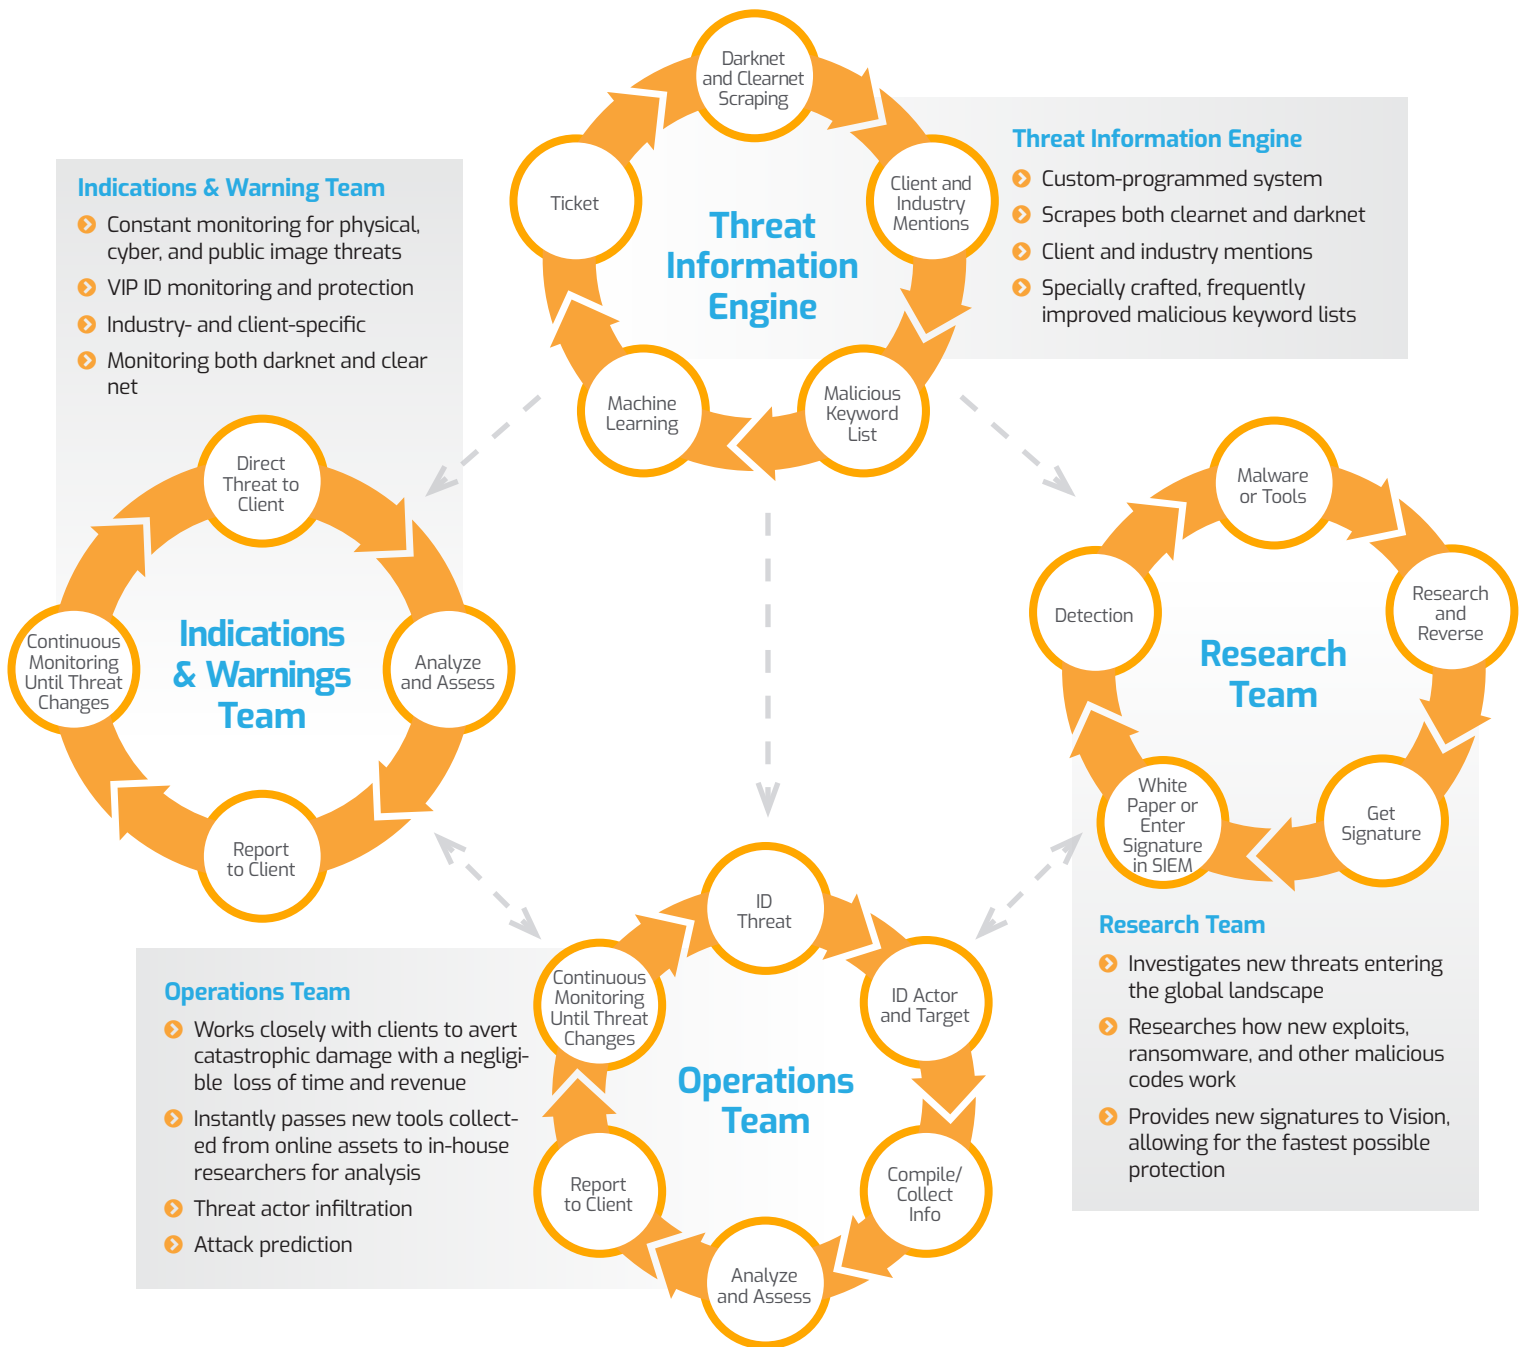 Darknet
and Clearnet
Scraping
Client and
Industry
Mentions
Malicious
Keyword
List
Machine
Learning
Ticket
Threat
Information
Engine
Threat Information Engine
Custom-programmed system
Scrapes both clearnet and darknet
Client and industry mentions
Specially crafted, frequently
improved malicious keyword lists
Indications & Warning Team
Constant monitoring for physical,
cyber, and public image threats
VIP ID monitoring and protection
Industry- and client-specific
Monitoring both darknet and clear
net
Direct
Threat to
Client
Analyze
and Assess
Report
to Client
Continuous
Monitoring
Until Threat
Changes
Indications
& Warnings
Team
Malware
or Tools
Research
and
Reverse
Get
Signature
White
Paper or
Enter
Signature
in SIEM
Detection
Research
Team
Research Team
Investigates new threats entering
the global landscape
Researches how new exploits,
ransomware, and other malicious
codes work
Provides new signatures to Vision,
allowing for the fastest possible
protection
Operations Team
Works closely with clients to avert
catastrophic damage with a negligi-
ble loss of time and revenue
Instantly passes new tools collect-
ed from online assets to in-house
researchers for analysis
Threat actor infiltration
Attack prediction
ID
Threat
ID Actor
and Target
Compile/
Collect
Info
Analyze
and Assess
Report
to Client
Continuous
Monitoring
Until Threat
Changes
Operations
Team